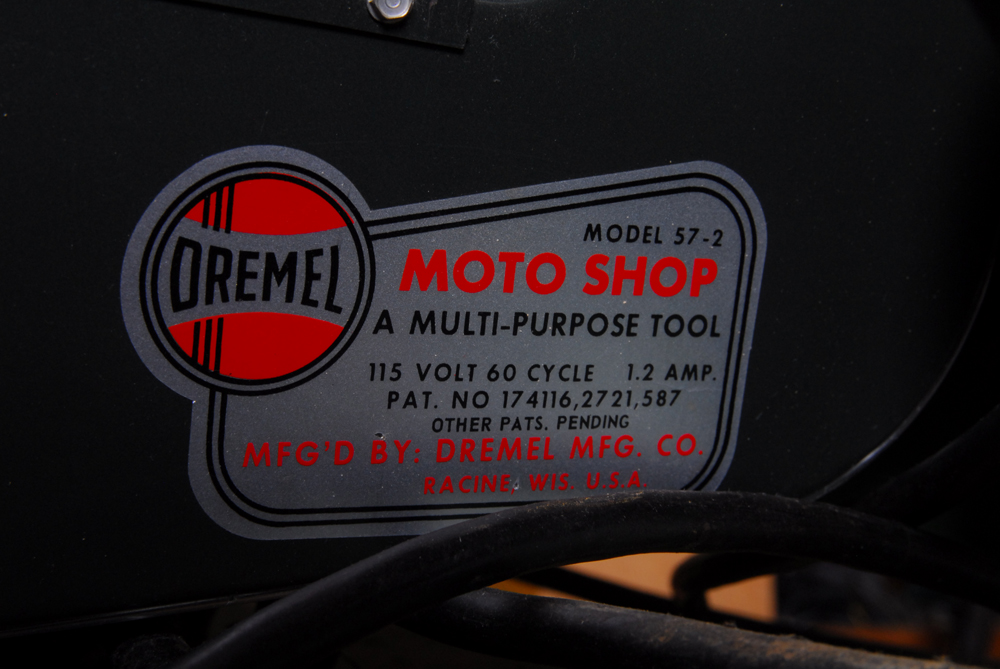 DREMEL
MODEL 57-2
MOTO SHOP
A MULTI-PURPOSE TOOL
115 VOLT 60 CYCLE 1.2 AMP.
PAT. NO 174116,2721,587
OTHER PATS. PENDING
MFG'D BY: DREMEL MFG. CO.
RACINE, WIS. U.S.A.